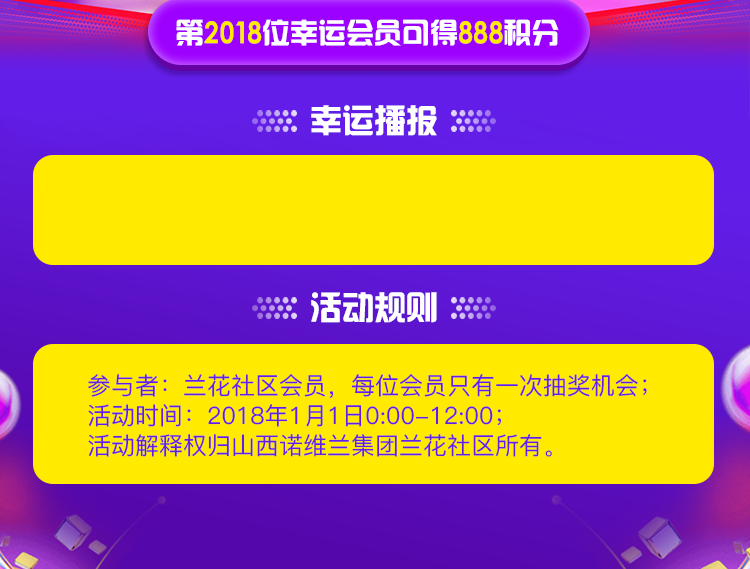 第2018位幸运会员可得888积分
幸运播报
活动规则
参与者：兰花社区会员，每位会员只有一次抽奖机会；
活动时间：2018年1月1日0:00-12:00；
活动解释权归山西诺维兰集团兰花社区所有。